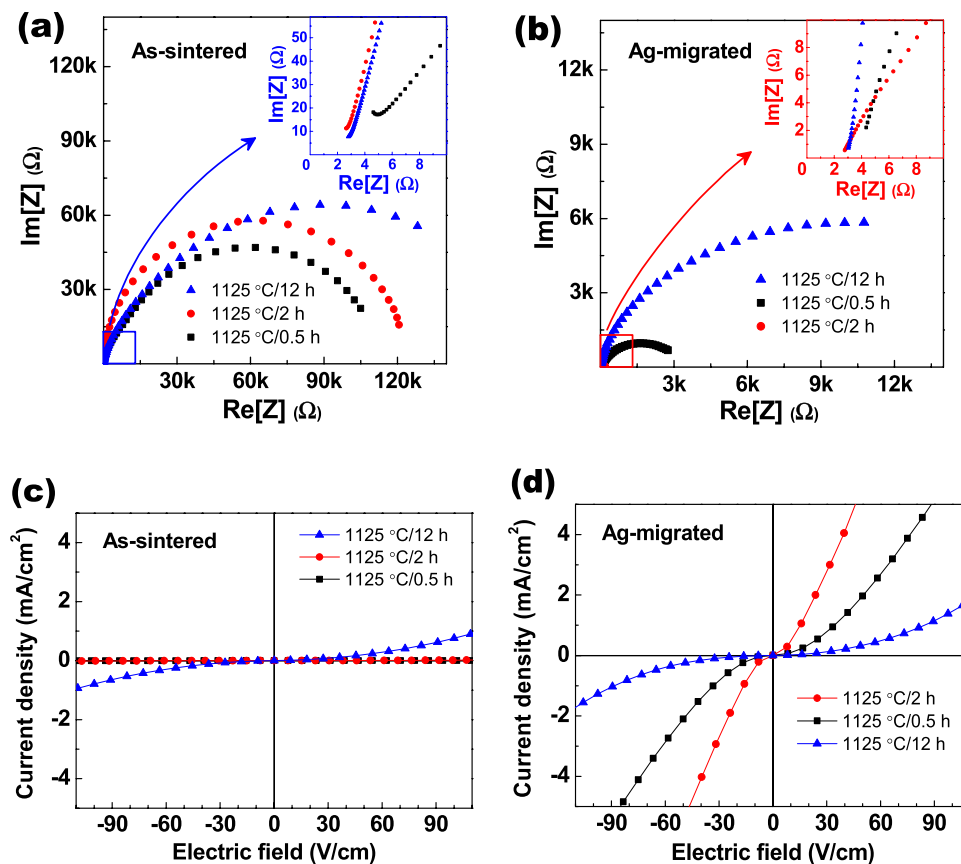 (a)
As-sintered
130k
90k
60k
30k
Im[Z] (Ω)
30k 60k 90k 120k
Re[Z] (Ω)
1125 °C/12 h
1125 °C/2 h
1125 °C/0.5 h
50
40
30
20
10
Im[Z] (Ω)
0 2 4 6 8
Re[Z] (Ω)
(b)
Ag-migrated
13k
9k
6k
3k
Im[Z] (Ω)
3k 6k 9k 12k
Re[Z] (Ω)
1125 °C/12 h
1125 °C/0.5 h
1125 °C/2 h
8
6
4
2
Im[Z] (Ω)
0 2 4 6 8
Re[Z] (Ω)
(c)
As-sintered
1125 °C/12 h
1125 °C/2 h
1125 °C/0.5 h
4
2
0
-2
-4
Current density (mA/cm²)
-90 -60 -30 0 30 60 90
Electric field (V/cm)
(d)
Ag-migrated
1125 °C/2 h
1125 °C/0.5 h
1125 °C/12 h
4
2
0
-2
-4
Current density (mA/cm²)
-90 -60 -30 0 30 60 90
Electric field (V/cm)